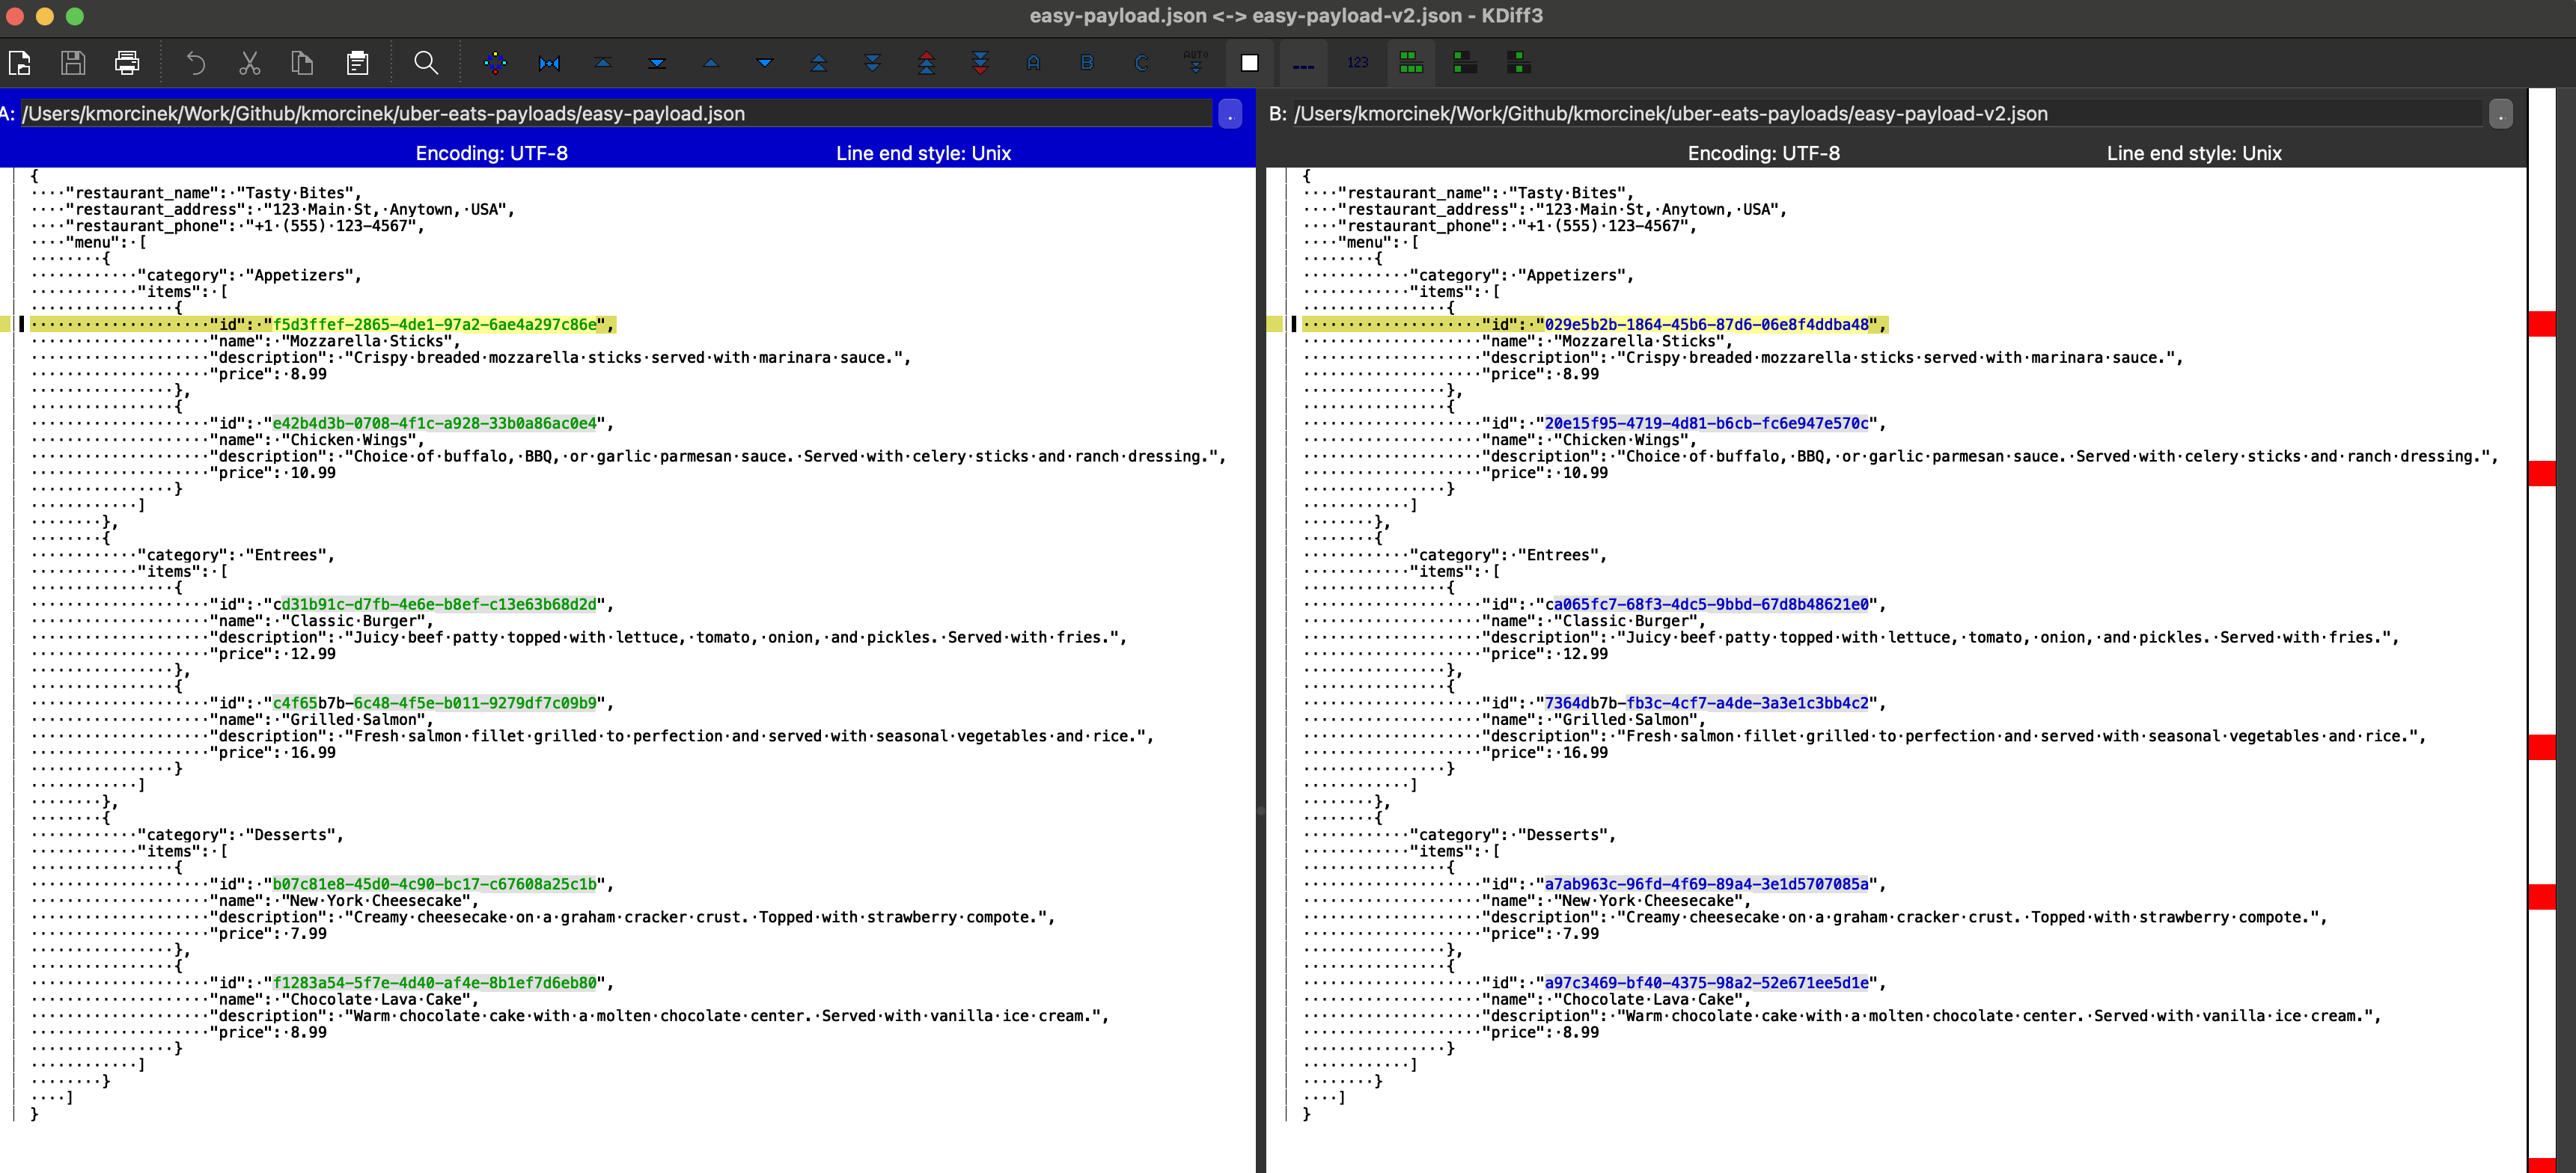 easy-payload.json <-> easy-payload-v2.json - KDiff3
A B C AUTO 123
A: /Users/kmorcinek/Work/Github/kmorcinek/uber-eats-payloads/easy-payload.json
Encoding: UTF-8 Line end style: Unix
{
····"restaurant_name":·"Tasty·Bites",
····"restaurant_address":·"123·Main·St,·Anytown,·USA",
····"restaurant_phone":·"+1·(555)·123-4567",
····"menu":·[
········{
············"category":·"Appetizers",
············"items":·[
················{
····················"id":·"f5d3ffef-2865-4de1-97a2-6ae4a297c86e",
····················"name":·"Mozzarella·Sticks",
····················"description":·"Crispy·breaded·mozzarella·sticks·served·with·marinara·sauce.",
····················"price":·8.99
················},
················{
····················"id":·"e42b4d3b-0708-4f1c-a928-33b0a86ac0e4",
····················"name":·"Chicken·Wings",
····················"description":·"Choice·of·buffalo,·BBQ,·or·garlic·parmesan·sauce.·Served·with·celery·sticks·and·ranch·dressing.",
····················"price":·10.99
················}
············]
········},
········{
············"category":·"Entrees",
············"items":·[
················{
····················"id":·"cd31b91c-d7fb-4e6e-b8ef-c13e63b68d2d",
····················"name":·"Classic·Burger",
····················"description":·"Juicy·beef·patty·topped·with·lettuce,·tomato,·onion,·and·pickles.·Served·with·fries.",
····················"price":·12.99
················},
················{
····················"id":·"c4f65b7b-6c48-4f5e-b011-9279df7c09b9",
····················"name":·"Grilled·Salmon",
····················"description":·"Fresh·salmon·fillet·grilled·to·perfection·and·served·with·seasonal·vegetables·and·rice.",
····················"price":·16.99
················}
············]
········},
········{
············"category":·"Desserts",
············"items":·[
················{
····················"id":·"b07c81e8-45d0-4c90-bc17-c67608a25c1b",
····················"name":·"New·York·Cheesecake",
····················"description":·"Creamy·cheesecake·on·a·graham·cracker·crust.·Topped·with·strawberry·compote.",
····················"price":·7.99
················},
················{
····················"id":·"f1283a54-5f7e-4d40-af4e-8b1ef7d6eb80",
····················"name":·"Chocolate·Lava·Cake",
····················"description":·"Warm·chocolate·cake·with·a·molten·chocolate·center.·Served·with·vanilla·ice·cream.",
····················"price":·8.99
················}
············]
········}
····]
}
B: /Users/kmorcinek/Work/Github/kmorcinek/uber-eats-payloads/easy-payload-v2.json
Encoding: UTF-8 Line end style: Unix
{
····"restaurant_name":·"Tasty·Bites",
····"restaurant_address":·"123·Main·St,·Anytown,·USA",
····"restaurant_phone":·"+1·(555)·123-4567",
····"menu":·[
········{
············"category":·"Appetizers",
············"items":·[
················{
····················"id":·"029e5b2b-1864-45b6-87d6-06e8f4ddba48",
····················"name":·"Mozzarella·Sticks",
····················"description":·"Crispy·breaded·mozzarella·sticks·served·with·marinara·sauce.",
····················"price":·8.99
················},
················{
····················"id":·"20e15f95-4719-4d81-b6cb-fc6e947e570c",
····················"name":·"Chicken·Wings",
····················"description":·"Choice·of·buffalo,·BBQ,·or·garlic·parmesan·sauce.·Served·with·celery·sticks·and·ranch·dressing.",
····················"price":·10.99
················}
············]
········},
········{
············"category":·"Entrees",
············"items":·[
················{
····················"id":·"ca065fc7-68f3-4dc5-9bbd-67d8b48621e0",
····················"name":·"Classic·Burger",
····················"description":·"Juicy·beef·patty·topped·with·lettuce,·tomato,·onion,·and·pickles.·Served·with·fries.",
····················"price":·12.99
················},
················{
····················"id":·"7364db7b-fb3c-4cf7-a4de-3a3e1c3bb4c2",
····················"name":·"Grilled·Salmon",
····················"description":·"Fresh·salmon·fillet·grilled·to·perfection·and·served·with·seasonal·vegetables·and·rice.",
····················"price":·16.99
················}
············]
········},
········{
············"category":·"Desserts",
············"items":·[
················{
····················"id":·"a7ab963c-96fd-4f69-89a4-3e1d5707085a",
····················"name":·"New·York·Cheesecake",
····················"description":·"Creamy·cheesecake·on·a·graham·cracker·crust.·Topped·with·strawberry·compote.",
····················"price":·7.99
················},
················{
····················"id":·"a97c3469-bf40-4375-98a2-52e671ee5d1e",
····················"name":·"Chocolate·Lava·Cake",
····················"description":·"Warm·chocolate·cake·with·a·molten·chocolate·center.·Served·with·vanilla·ice·cream.",
····················"price":·8.99
················}
············]
········}
····]
}